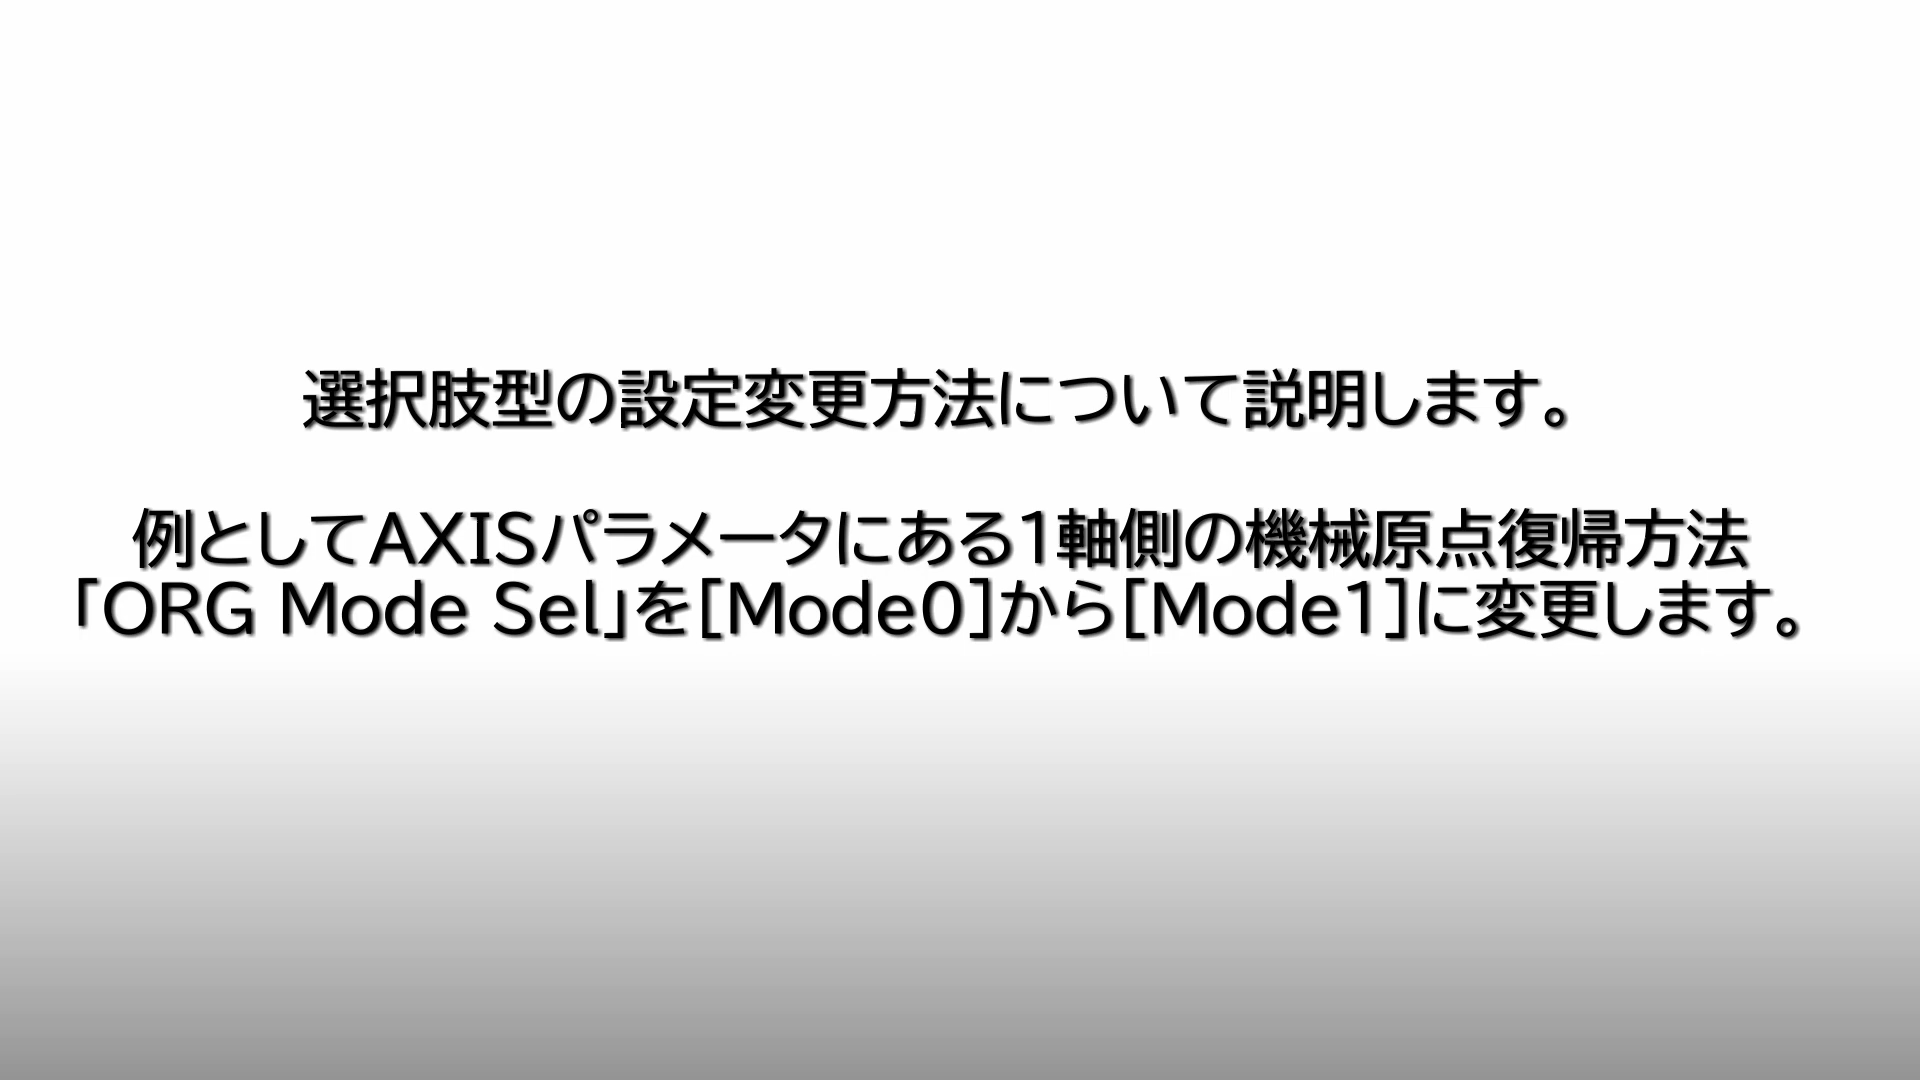 選択肢型の設定変更方法について説明します。
例としてAXISパラメータにある1軸側の機械原点復帰方法
「ORG Mode Sel」を[Mode0]から[Mode1]に変更します。